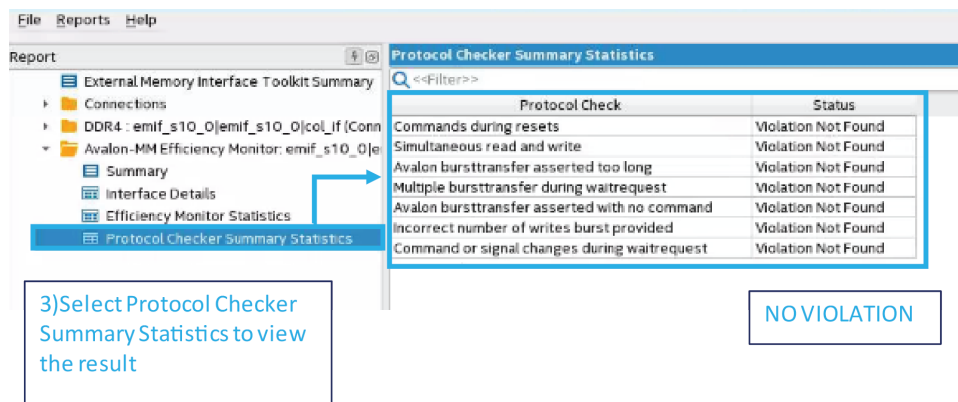 File Reports Help
Report
Protocol Checker Summary Statistics
External Memory Interface Toolkit Summary
<<Filter>>
Connections
Protocol Check Status
DDR4 : emif_s10_0|emif_s10_0|col_if (Conn
Commands during resets Violation Not Found
Avalon-MM Efficiency Monitor: emif_s10_0|e
Simultaneous read and write Violation Not Found
Summary
Avalon bursttransfer asserted too long Violation Not Found
Interface Details
Multiple bursttransfer during waitrequest Violation Not Found
Efficiency Monitor Statistics
Avalon bursttransfer asserted with no command Violation Not Found
Protocol Checker Summary Statistics
Incorrect number of writes burst provided Violation Not Found
Command or signal changes during waitrequest Violation Not Found
3)Select Protocol Checker
Summary Statistics to view
the result
NO VIOLATION